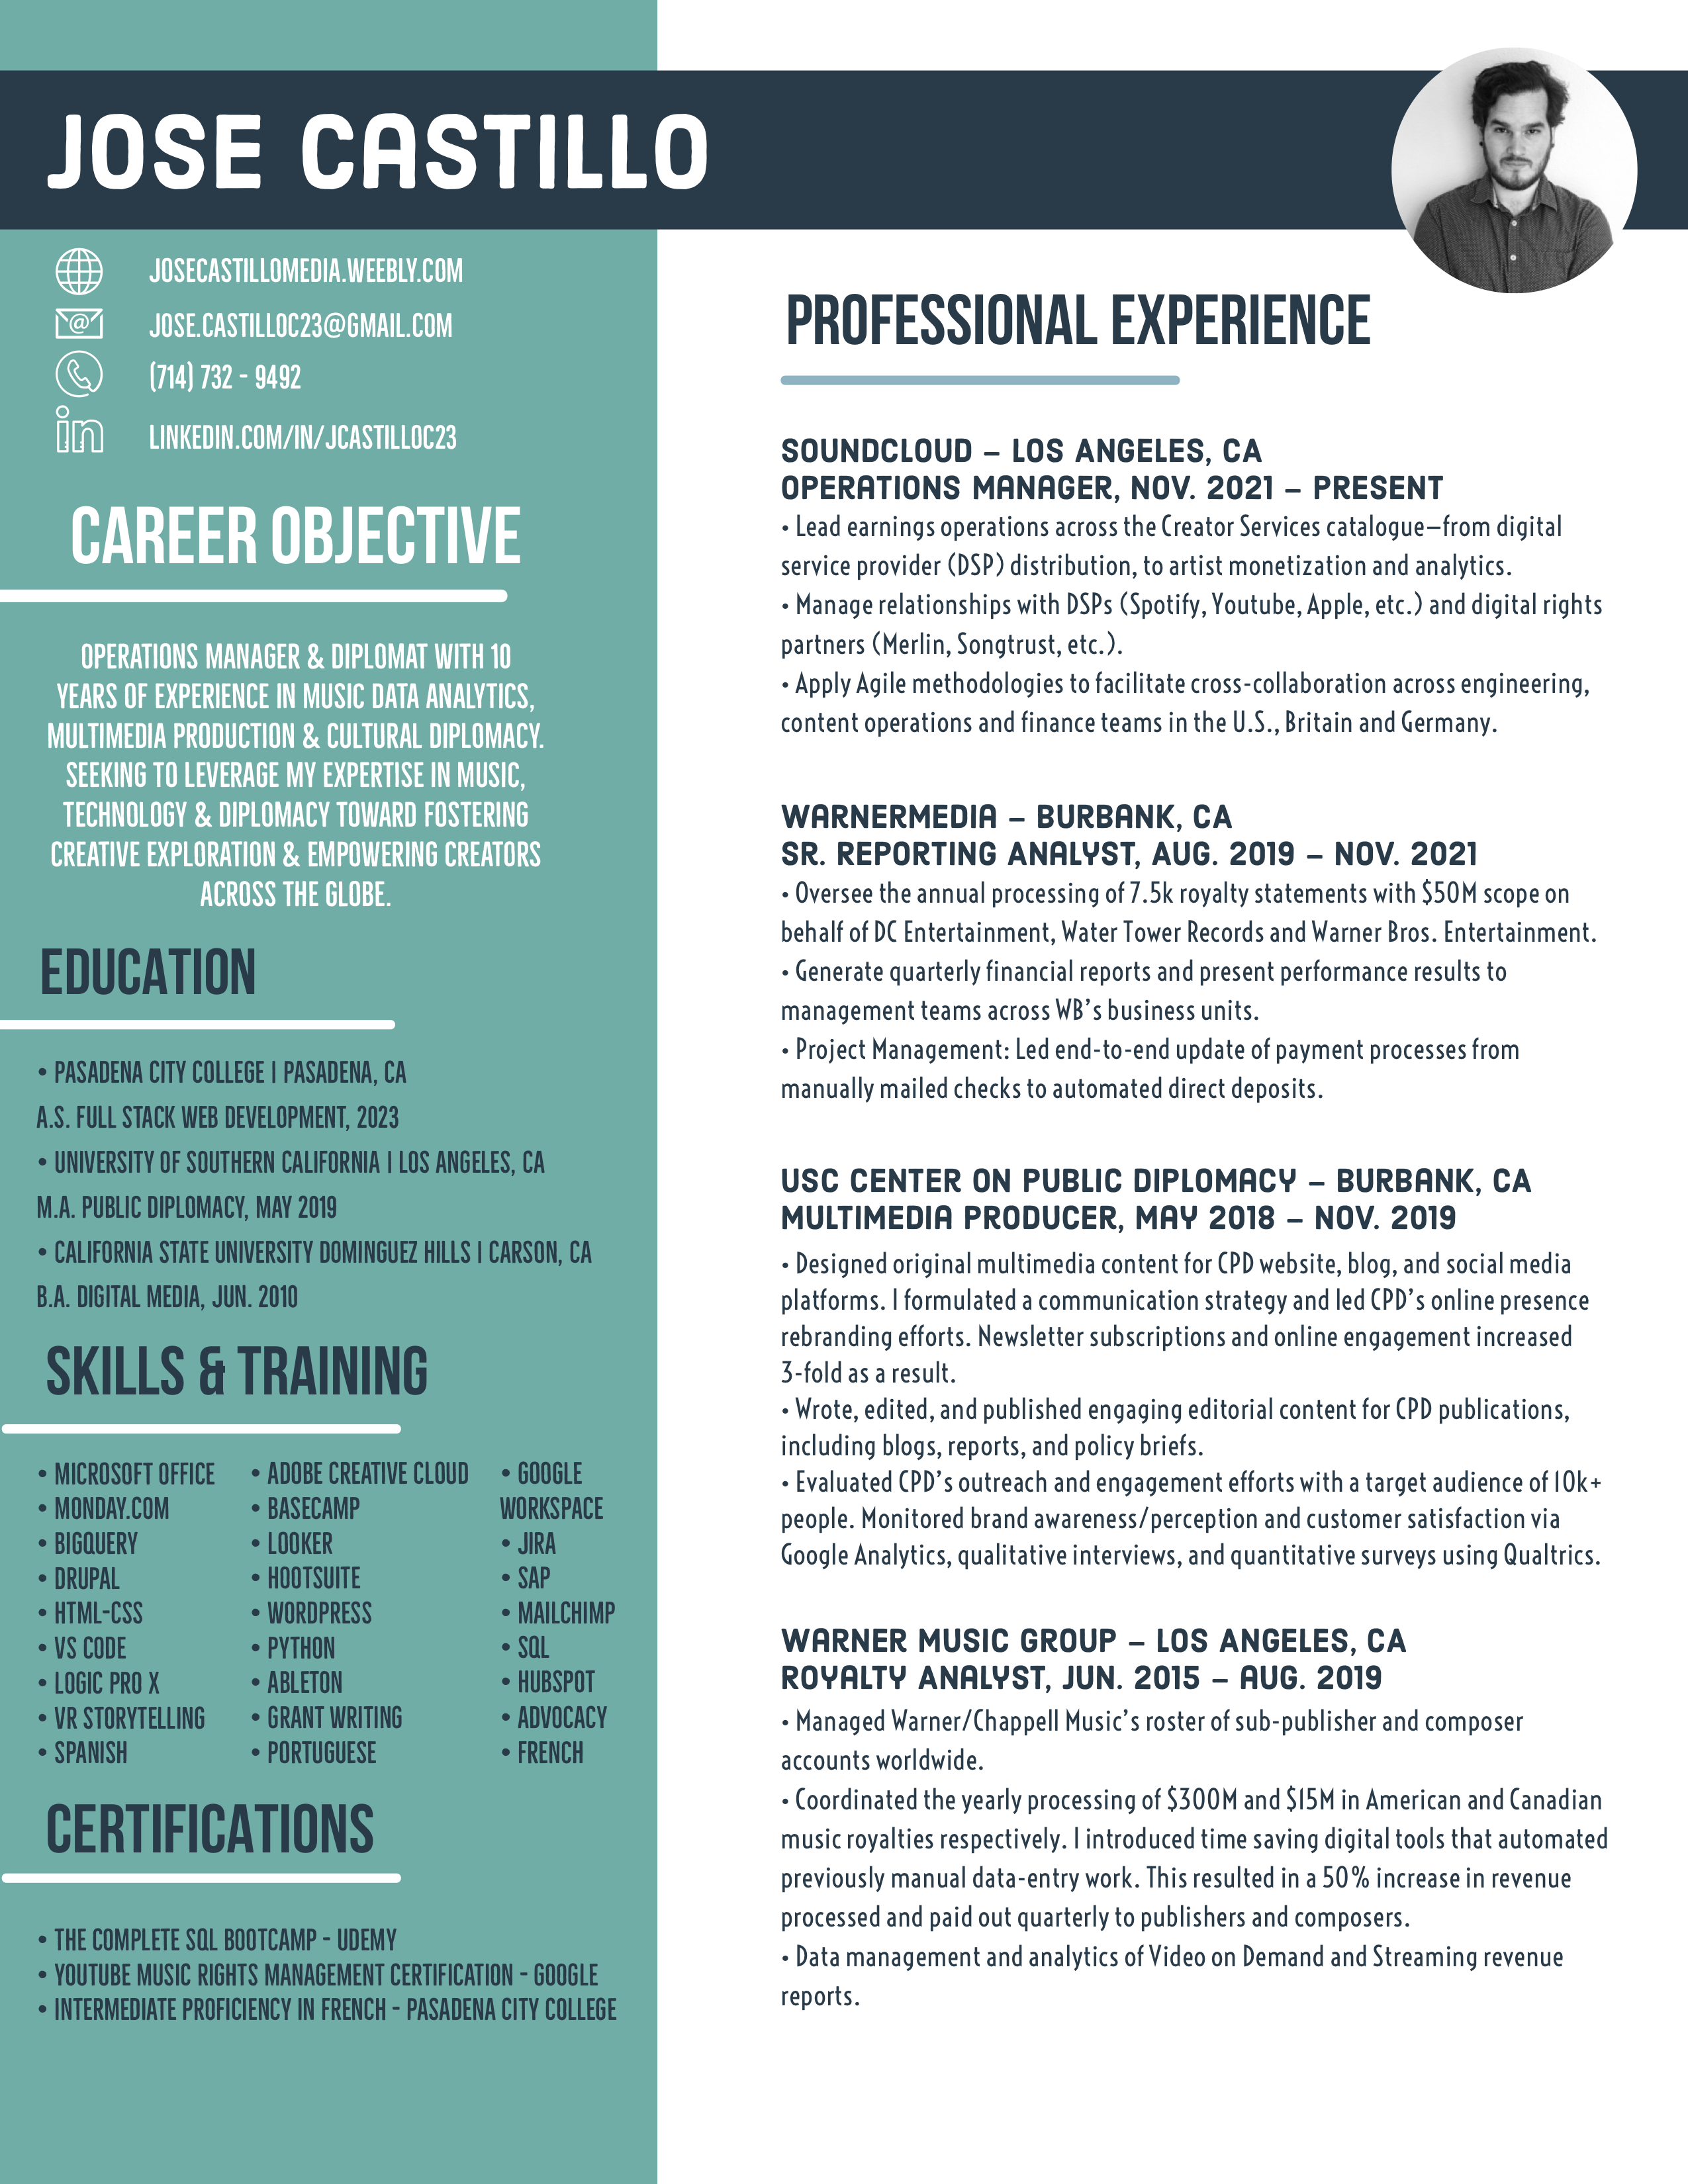 JOSE CASTILLO
JOSECASTILLOMEDIA.WEEBLY.COM
JOSE.CASTILLOC23@GMAIL.COM
(714) 732 - 9492
LINKEDIN.COM/IN/JCASTILLOC23
CAREER OBJECTIVE
OPERATIONS MANAGER & DIPLOMAT WITH 10
YEARS OF EXPERIENCE IN MUSIC DATA ANALYTICS,
MULTIMEDIA PRODUCTION & CULTURAL DIPLOMACY.
SEEKING TO LEVERAGE MY EXPERTISE IN MUSIC,
TECHNOLOGY & DIPLOMACY TOWARD FOSTERING
CREATIVE EXPLORATION & EMPOWERING CREATORS
ACROSS THE GLOBE.
EDUCATION
• PASADENA CITY COLLEGE | PASADENA, CA
A.S. FULL STACK WEB DEVELOPMENT, 2023
• UNIVERSITY OF SOUTHERN CALIFORNIA | LOS ANGELES, CA
M.A. PUBLIC DIPLOMACY, MAY 2019
• CALIFORNIA STATE UNIVERSITY DOMINGUEZ HILLS | CARSON, CA
B.A. DIGITAL MEDIA, JUN. 2010
SKILLS & TRAINING
• MICROSOFT OFFICE
• MONDAY.COM
• BIGQUERY
• DRUPAL
• HTML-CSS
• VS CODE
• LOGIC PRO X
• VR STORYTELLING
• SPANISH
• ADOBE CREATIVE CLOUD
• BASECAMP
• LOOKER
• HOOTSUITE
• WORDPRESS
• PYTHON
• ABLETON
• GRANT WRITING
• PORTUGUESE
• GOOGLE
WORKSPACE
• JIRA
• SAP
• MAILCHIMP
• SQL
• HUBSPOT
• ADVOCACY
• FRENCH
CERTIFICATIONS
• THE COMPLETE SQL BOOTCAMP - UDEMY
• YOUTUBE MUSIC RIGHTS MANAGEMENT CERTIFICATION - GOOGLE
• INTERMEDIATE PROFICIENCY IN FRENCH - PASADENA CITY COLLEGE
PROFESSIONAL EXPERIENCE
SOUNDCLOUD – LOS ANGELES, CA
OPERATIONS MANAGER, NOV. 2021 – PRESENT
• Lead earnings operations across the Creator Services catalogue—from digital
service provider (DSP) distribution, to artist monetization and analytics.
• Manage relationships with DSPs (Spotify, Youtube, Apple, etc.) and digital rights
partners (Merlin, Songtrust, etc.).
• Apply Agile methodologies to facilitate cross-collaboration across engineering,
content operations and finance teams in the U.S., Britain and Germany.
WARNERMEDIA – BURBANK, CA
SR. REPORTING ANALYST, AUG. 2019 – NOV. 2021
• Oversee the annual processing of 7.5k royalty statements with $50M scope on
behalf of DC Entertainment, Water Tower Records and Warner Bros. Entertainment.
• Generate quarterly financial reports and present performance results to
management teams across WB's business units.
• Project Management: Led end-to-end update of payment processes from
manually mailed checks to automated direct deposits.
USC CENTER ON PUBLIC DIPLOMACY – BURBANK, CA
MULTIMEDIA PRODUCER, MAY 2018 – NOV. 2019
• Designed original multimedia content for CPD website, blog, and social media
platforms. I formulated a communication strategy and led CPD's online presence
rebranding efforts. Newsletter subscriptions and online engagement increased
3-fold as a result.
• Wrote, edited, and published engaging editorial content for CPD publications,
including blogs, reports, and policy briefs.
• Evaluated CPD's outreach and engagement efforts with a target audience of 10k+
people. Monitored brand awareness/perception and customer satisfaction via
Google Analytics, qualitative interviews, and quantitative surveys using Qualtrics.
WARNER MUSIC GROUP – LOS ANGELES, CA
ROYALTY ANALYST, JUN. 2015 – AUG. 2019
• Managed Warner/Chappell Music's roster of sub-publisher and composer
accounts worldwide.
• Coordinated the yearly processing of $300M and $15M in American and Canadian
music royalties respectively. I introduced time saving digital tools that automated
previously manual data-entry work. This resulted in a 50% increase in revenue
processed and paid out quarterly to publishers and composers.
• Data management and analytics of Video on Demand and Streaming revenue
reports.